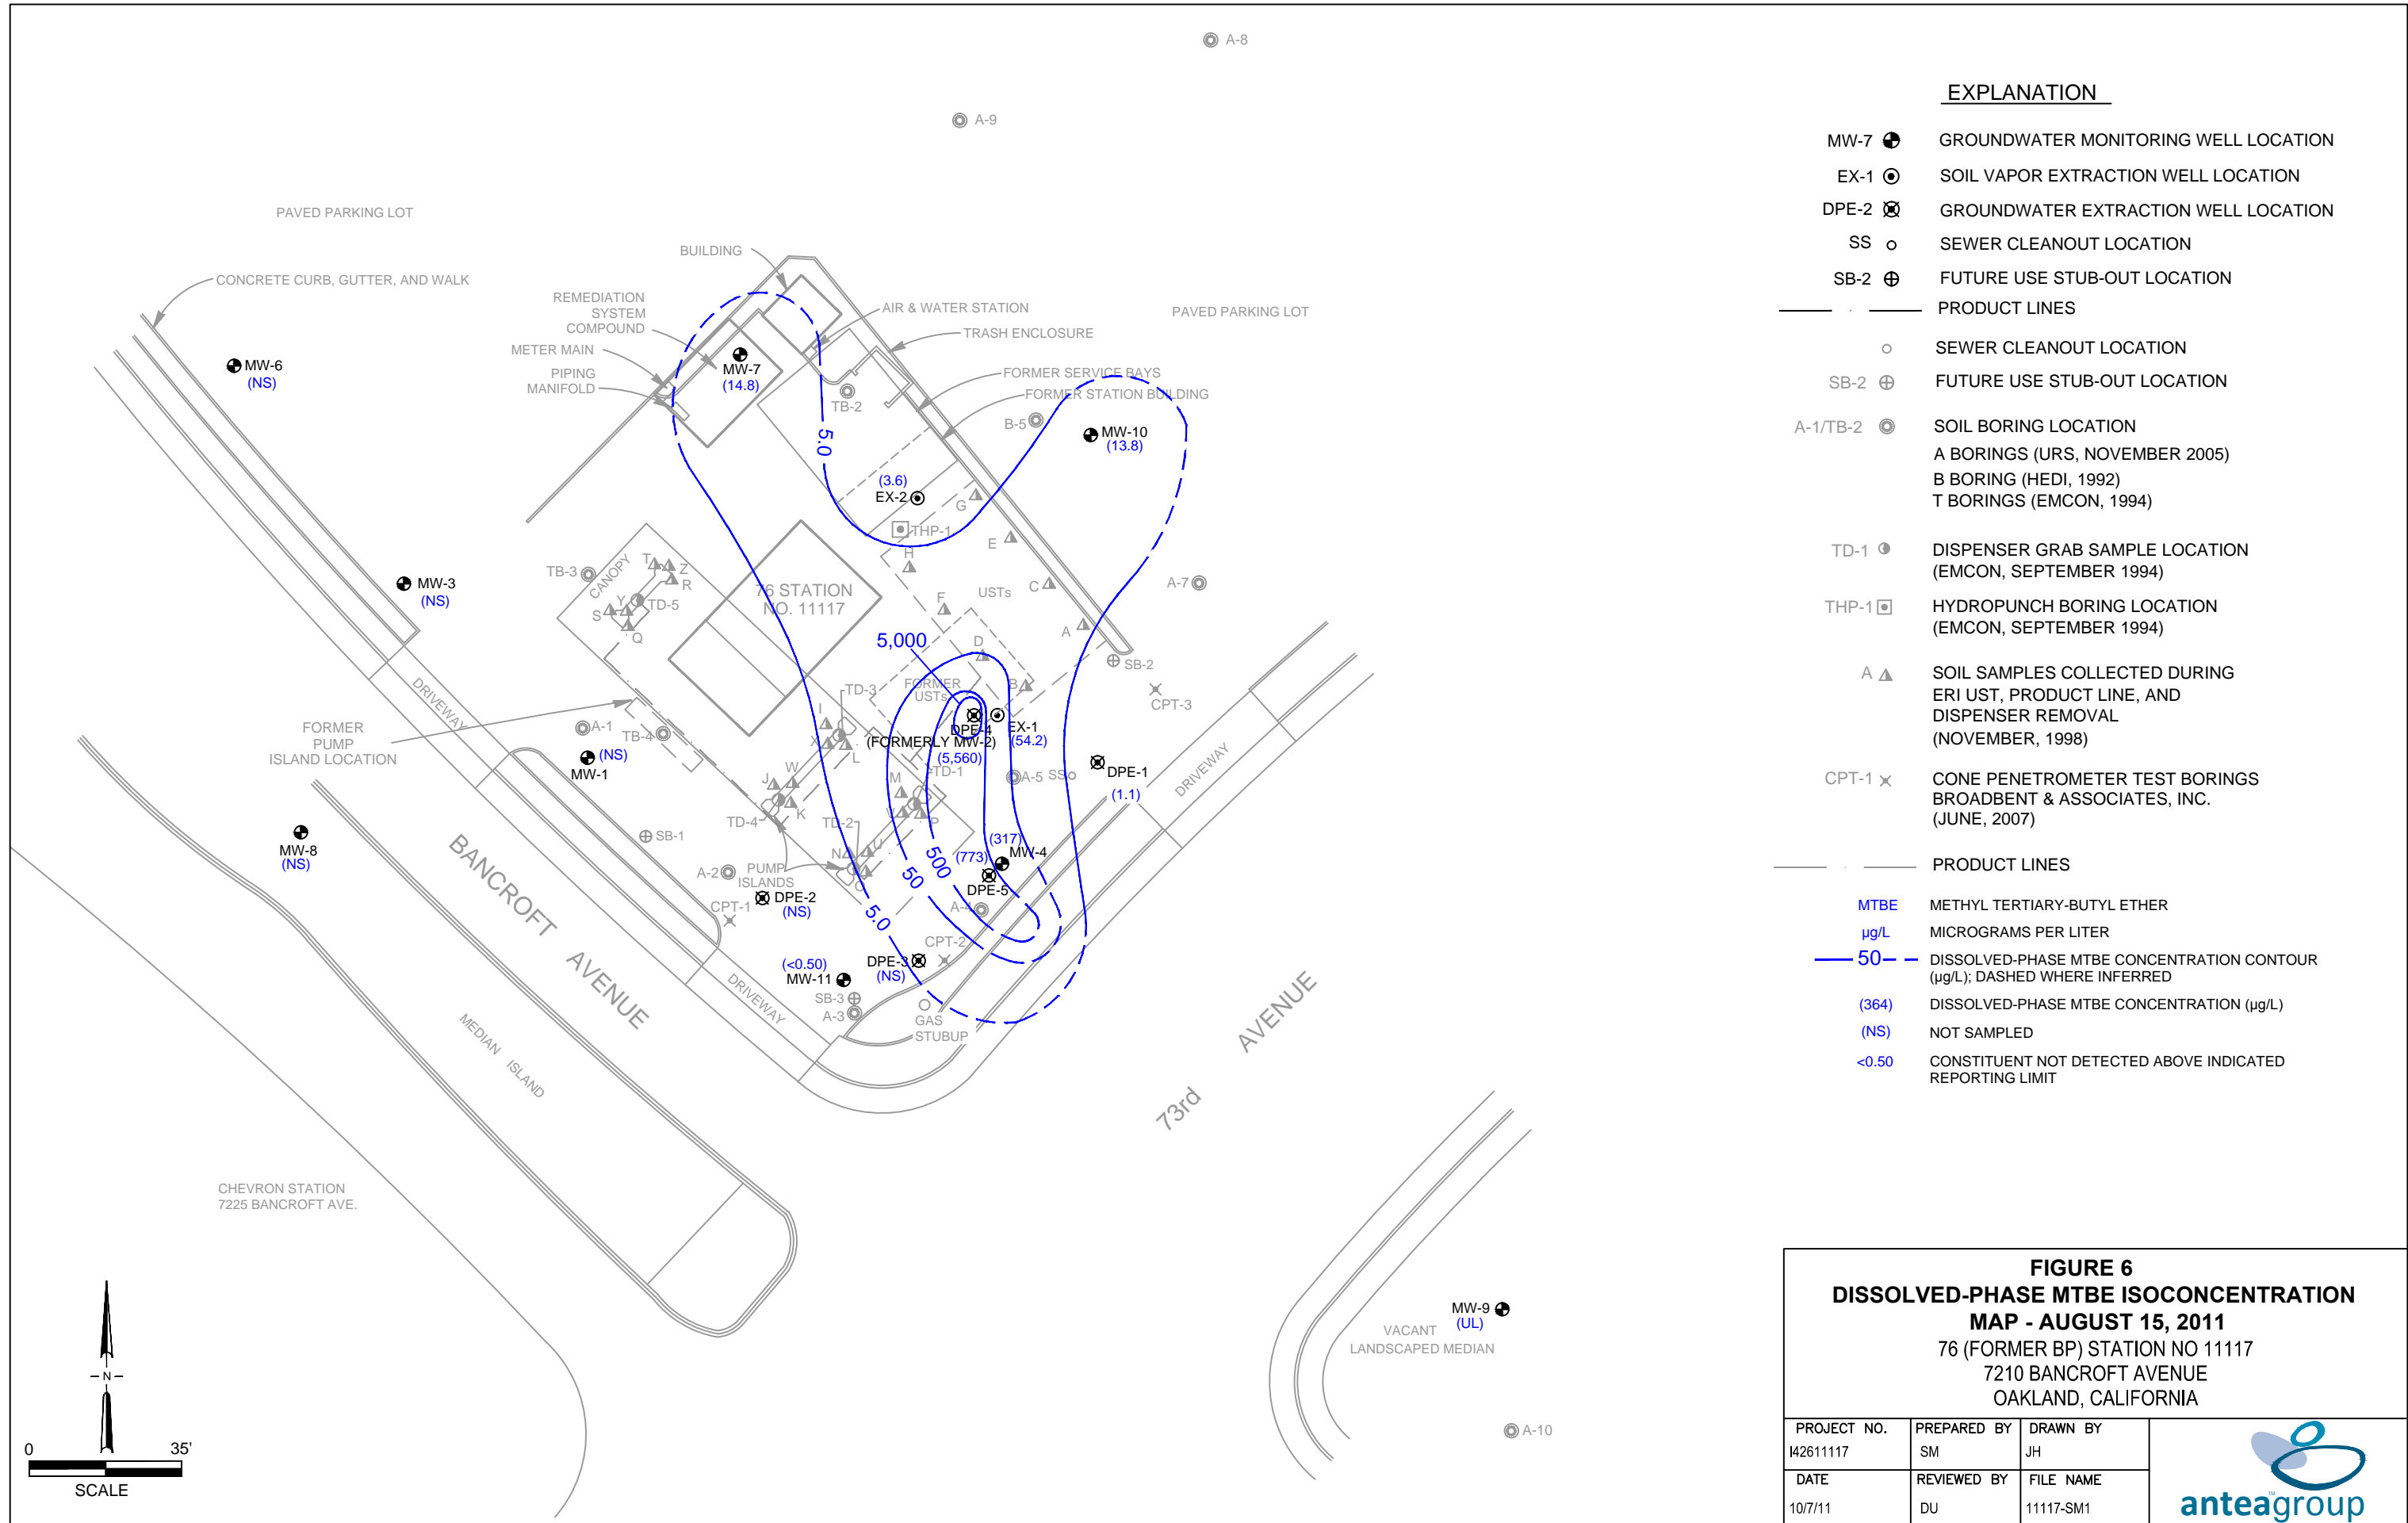 A-8
A-9
PAVED PARKING LOT
BUILDING
CONCRETE CURB, GUTTER, AND WALK
REMEDIATION
SYSTEM
COMPOUND
AIR & WATER STATION
PAVED PARKING LOT
TRASH ENCLOSURE
METER MAIN
MW-6
(NS)
MW-7
(14.8)
PIPING
MANIFOLD
FORMER SERVICE BAYS
FORMER STATION BUILDING
TB-2
B-5
5.0
MW-10
(13.8)
(3.6)
EX-2
G
THP-1
H
E
TB-3
CANOPY
T
Z
R
Y
TD-5
S
Q
76 STATION
NO. 11117
MW-3
(NS)
USTs
C
A-7
F
A
D
5,000
SB-2
DRIVEWAY
TD-3
FORMER
USTs
B
CPT-3
FORMER
PUMP
ISLAND LOCATION
A-1
TB-4
I
X
L
DPE-4
(FORMERLY MW-2)
(5,560)
EX-1
(54.2)
(NS)
MW-1
DPE-1
(1.1)
DRIVEWAY
J
W
K
M
TD-1
A-5
SS
V
P
TD-4
TD-2
MW-8
(NS)
SB-1
N
U
O
(317)
MW-4
(773)
DPE-5
500
50
5.0
A-2
PUMP
ISLANDS
BANCROFT AVENUE
CPT-1
DPE-2
(NS)
A-4
CPT-2
DPE-3
(NS)
(<0.50)
MW-11
SB-3
A-3
DRIVEWAY
GAS
STUBUP
MEDIAN ISLAND
73rd AVENUE
CHEVRON STATION
7225 BANCROFT AVE.
MW-9
(UL)
VACANT
LANDSCAPED MEDIAN
A-10
N
0 35'
SCALE
EXPLANATION
MW-7 GROUNDWATER MONITORING WELL LOCATION
EX-1 SOIL VAPOR EXTRACTION WELL LOCATION
DPE-2 GROUNDWATER EXTRACTION WELL LOCATION
SS SEWER CLEANOUT LOCATION
SB-2 FUTURE USE STUB-OUT LOCATION
PRODUCT LINES
SEWER CLEANOUT LOCATION
SB-2 FUTURE USE STUB-OUT LOCATION
A-1/TB-2 SOIL BORING LOCATION
A BORINGS (URS, NOVEMBER 2005)
B BORING (HEDI, 1992)
T BORINGS (EMCON, 1994)
TD-1 DISPENSER GRAB SAMPLE LOCATION
(EMCON, SEPTEMBER 1994)
THP-1 HYDROPUNCH BORING LOCATION
(EMCON, SEPTEMBER 1994)
A SOIL SAMPLES COLLECTED DURING
ERI UST, PRODUCT LINE, AND
DISPENSER REMOVAL
(NOVEMBER, 1998)
CPT-1 CONE PENETROMETER TEST BORINGS
BROADBENT & ASSOCIATES, INC.
(JUNE, 2007)
PRODUCT LINES
MTBE METHYL TERTIARY-BUTYL ETHER
µg/L MICROGRAMS PER LITER
50 DISSOLVED-PHASE MTBE CONCENTRATION CONTOUR
(µg/L); DASHED WHERE INFERRED
(364) DISSOLVED-PHASE MTBE CONCENTRATION (µg/L)
(NS) NOT SAMPLED
<0.50 CONSTITUENT NOT DETECTED ABOVE INDICATED
REPORTING LIMIT
FIGURE 6
DISSOLVED-PHASE MTBE ISOCONCENTRATION
MAP - AUGUST 15, 2011
76 (FORMER BP) STATION NO 11117
7210 BANCROFT AVENUE
OAKLAND, CALIFORNIA
PROJECT NO. PREPARED BY DRAWN BY
I42611117 SM JH
DATE REVIEWED BY FILE NAME
10/7/11 DU 11117-SM1
anteagroup